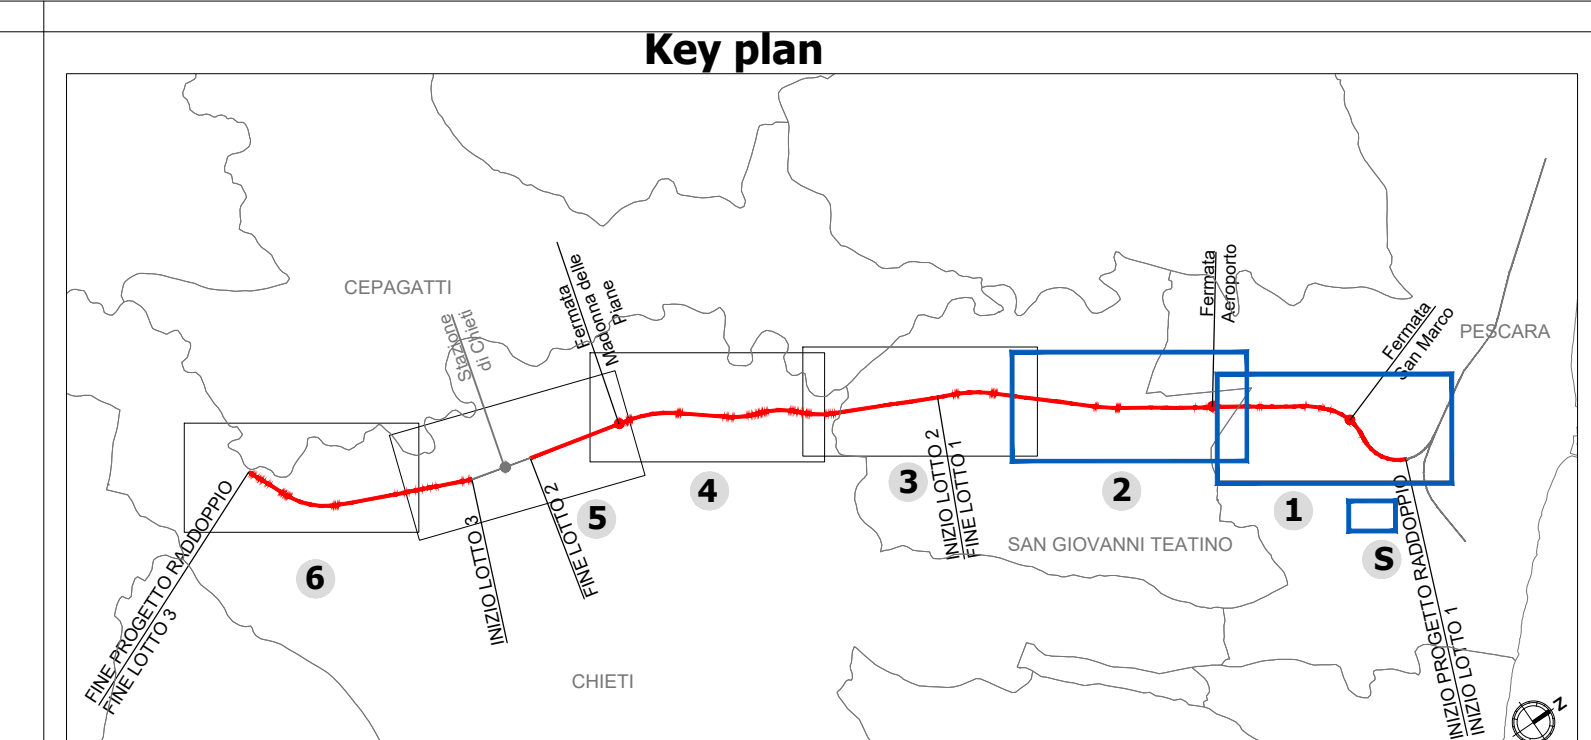 Key plan
CEPAGATTI
Stazione
di Chieti
Fermata
Madonna delle
Piane
Fermata
Aeroporto
Fermata
San Marco
PESCARA
6
5
4
3
2
1
S
FINE PROGETTO RADDOPPIO
FINE LOTTO 3
INIZIO LOTTO 3
FINE LOTTO 2
INIZIO LOTTO 2
FINE LOTTO 1
SAN GIOVANNI TEATINO
INIZIO PROGETTO RADDOPPIO
INIZIO LOTTO 1
CHIETI
N